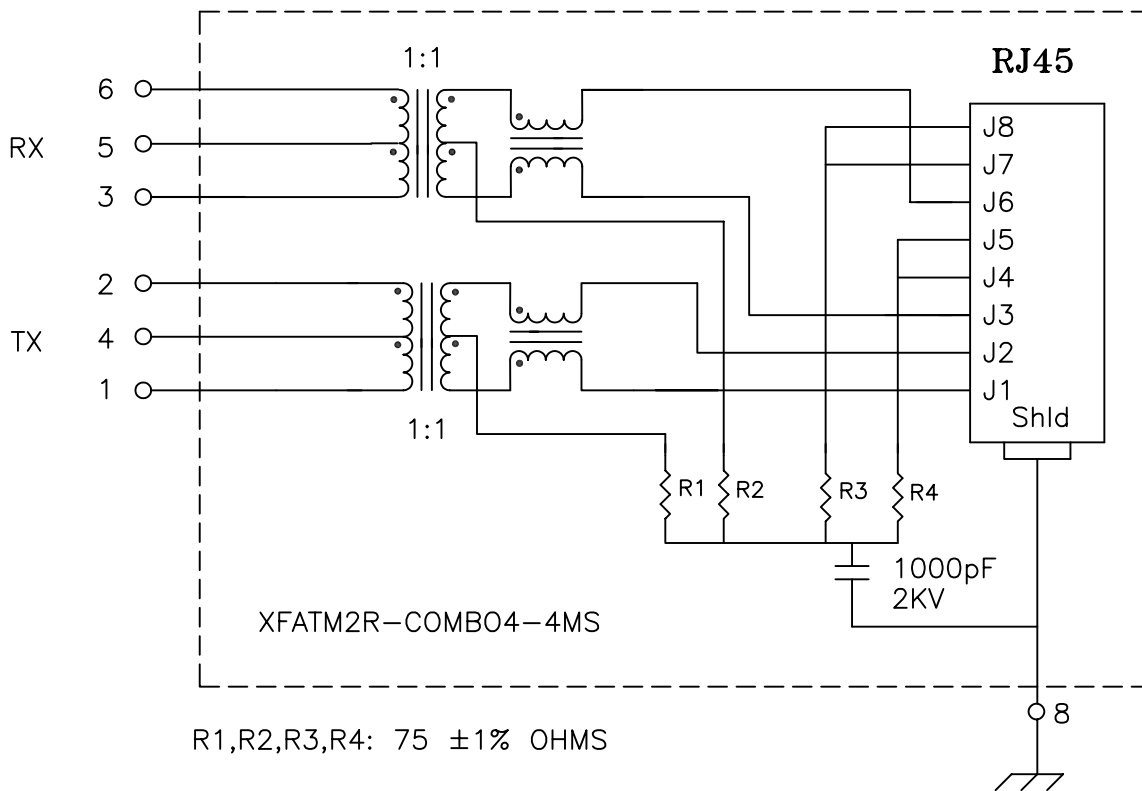 1:1
RJ45
6
RX
5
3
2
TX
4
1
1:1
J8
J7
J6
J5
J4
J3
J2
J1
Shld
R1
R2
R3
R4
1000pF
2KV
XFATM2R-COMBO4-4MS
8
R1,R2,R3,R4: 75 ±1% OHMS